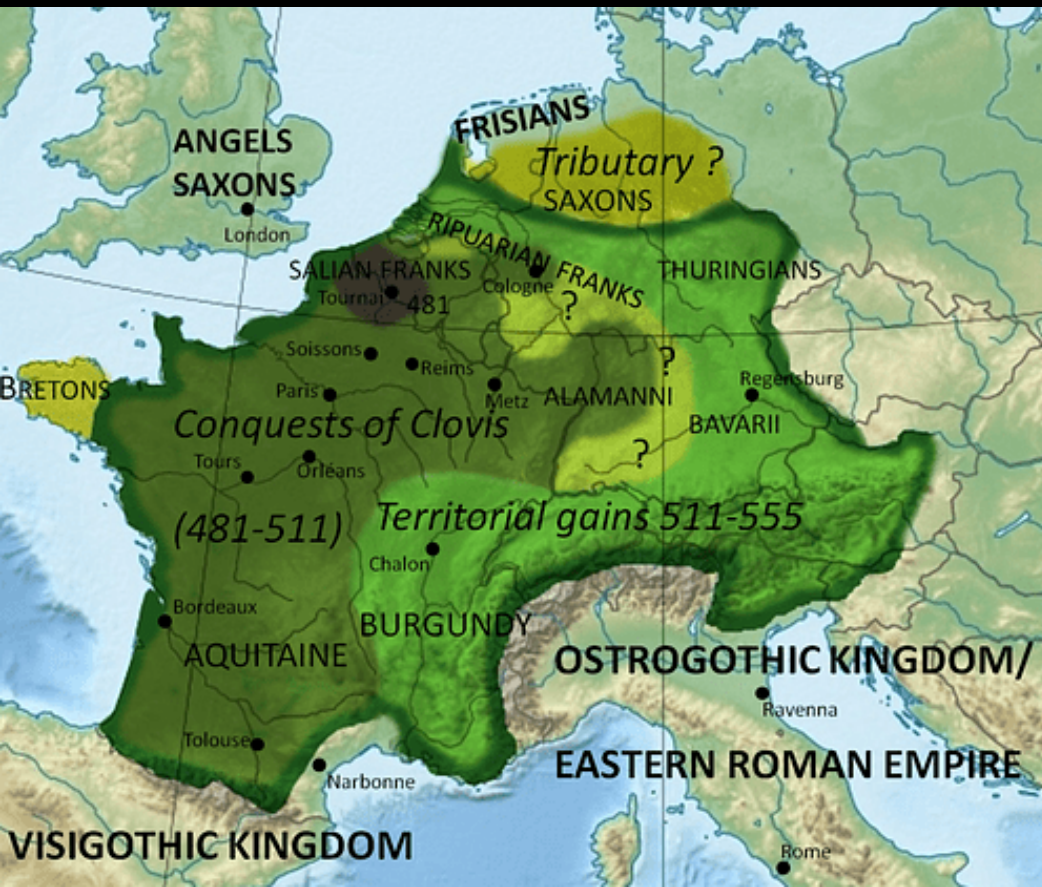 FRISIANS
ANGELS
SAXONS
London
Tributary ?
SAXONS
RIPUARIAN FRANKS
SALIAN FRANKS
THURINGIANS
Tournai
481
Cologne
?
Soissons
Reims
?
BRETONS
Paris
Metz
ALAMANNI
Regensburg
BAVARII
Conquests of Clovis
?
Tours
Orléans
(481-511)
Territorial gains 511-555
Chalon
Bordeaux
BURGUNDY
AQUITAINE
OSTROGOTHIC KINGDOM/
Ravenna
Tolouse
Narbonne
EASTERN ROMAN EMPIRE
VISIGOTHIC KINGDOM
Rome